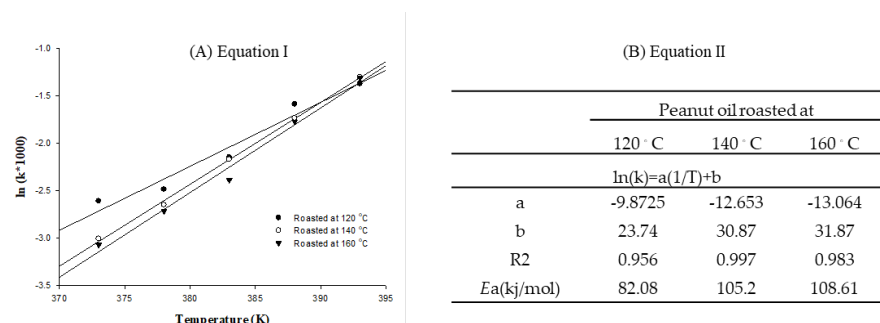 (A) Equation I
-1.0
-1.5
-2.0
-2.5
-3.0
-3.5
ln (k*1000)
370 375 380 385 390 395
Temperature (K)
Roasted at 120 °C
Roasted at 140 °C
Roasted at 160 °C
(B) Equation II
Peanut oil roasted at
120 °C 140 °C 160 °C
ln(k)=a(1/T)+b
a -9.8725 -12.653 -13.064
b 23.74 30.87 31.87
R2 0.956 0.997 0.983
Ea(kj/mol) 82.08 105.2 108.61